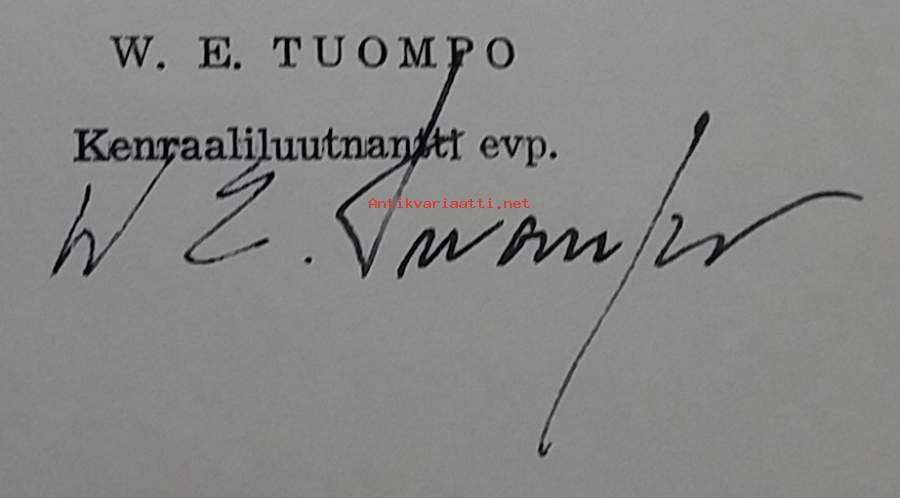 W. E. TUOMPO
Kenraaliluutnantti evp.
Antikvariaatti.net
W E. Tuompo